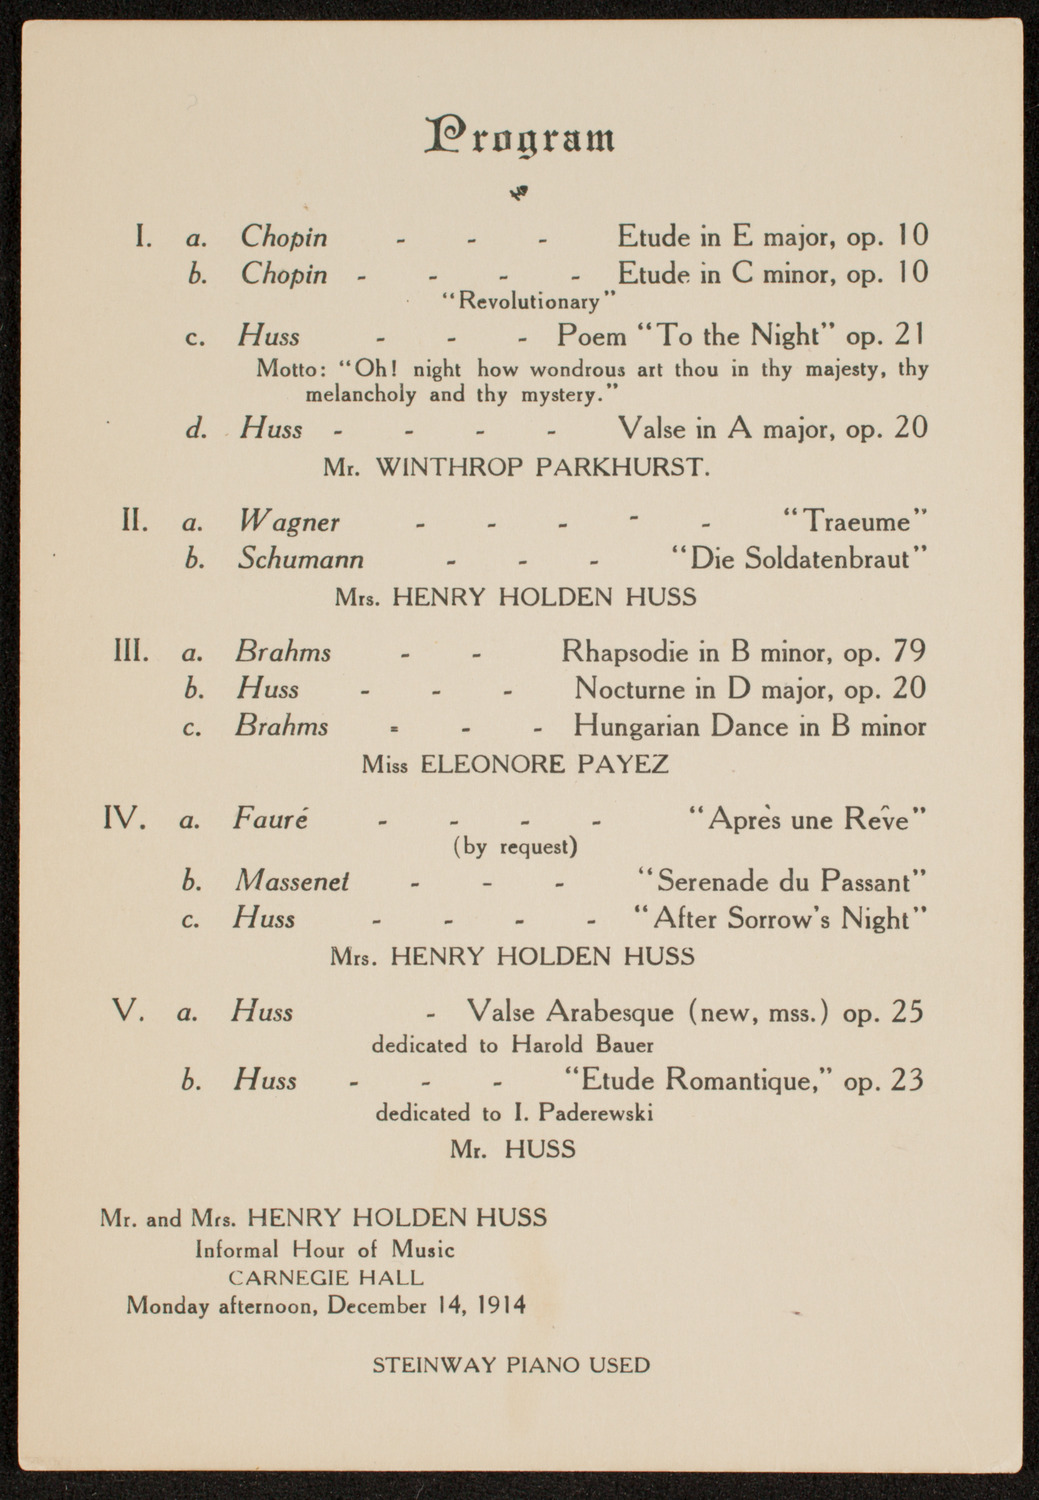 Program
I. a. Chopin - - - Etude in E major, op. 10
b. Chopin - - - - Etude in C minor, op. 10
"Revolutionary"
c. Huss - - - Poem "To the Night" op. 21
Motto: "Oh! night how wondrous art thou in thy majesty, thy
melancholy and thy mystery."
d. Huss - - - - Valse in A major, op. 20
Mr. WINTHROP PARKHURST.
II. a. Wagner - - - - - "Traeume"
b. Schumann - - - "Die Soldatenbraut"
Mrs. HENRY HOLDEN HUSS
III. a. Brahms - - Rhapsodie in B minor, op. 79
b. Huss - - - Nocturne in D major, op. 20
c. Brahms = - - Hungarian Dance in B minor
Miss ELEONORE PAYEZ
IV. a. Fauré - - - - "Après une Reve"
(by request)
b. Massenet - - - "Serenade du Passant"
c. Huss - - - - "After Sorrow's Night"
Mrs. HENRY HOLDEN HUSS
V. a. Huss - Valse Arabesque (new, mss.) op. 25
dedicated to Harold Bauer
b. Huss - - - "Etude Romantique," op. 23
dedicated to I. Paderewski
Mr. HUSS
Mr. and Mrs. HENRY HOLDEN HUSS
Informal Hour of Music
CARNEGIE HALL
Monday afternoon, December 14, 1914
STEINWAY PIANO USED